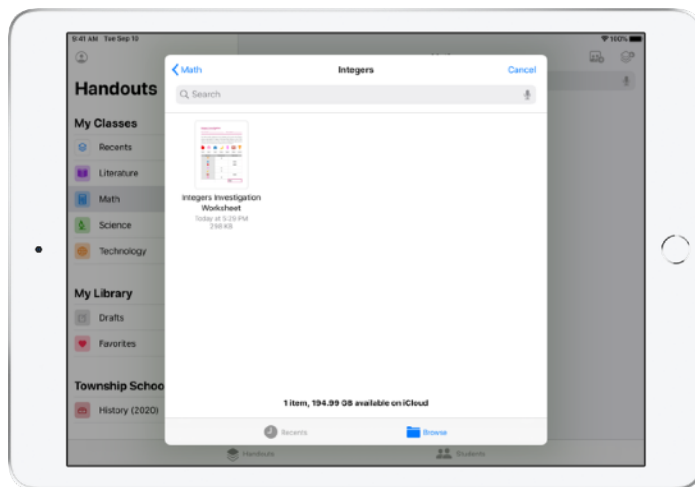 9:41 AM Tue Sep 10
100%
Handouts
My Classes
Recents
Literature
Math
Science
Technology
My Library
Drafts
Favorites
Township Schoo
History (2020)
Math
Integers
Cancel
Search
Integers Investigation
Worksheet
Today at 5:29 PM
298 KB
1 item, 194.99 GB available on iCloud
Recents
Browse
Handouts
Students